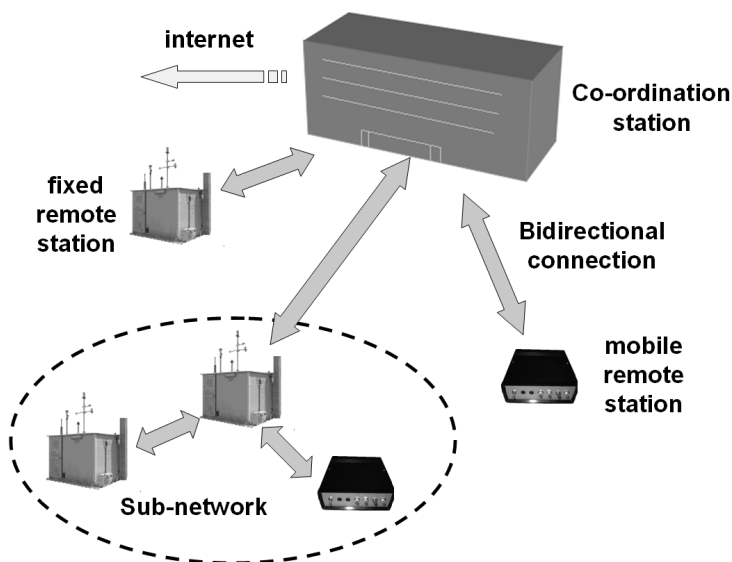 internet
Co-ordination
station
fixed
remote
station
Bidirectional
connection
mobile
remote
station
Sub-network